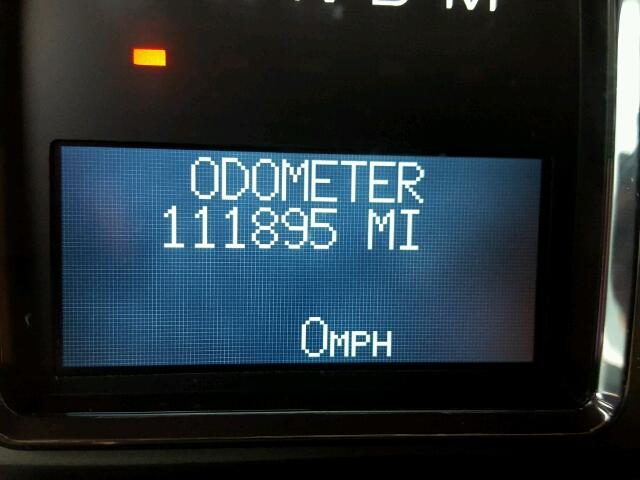 N D M
ODOMETER
111895 MI
0MPH